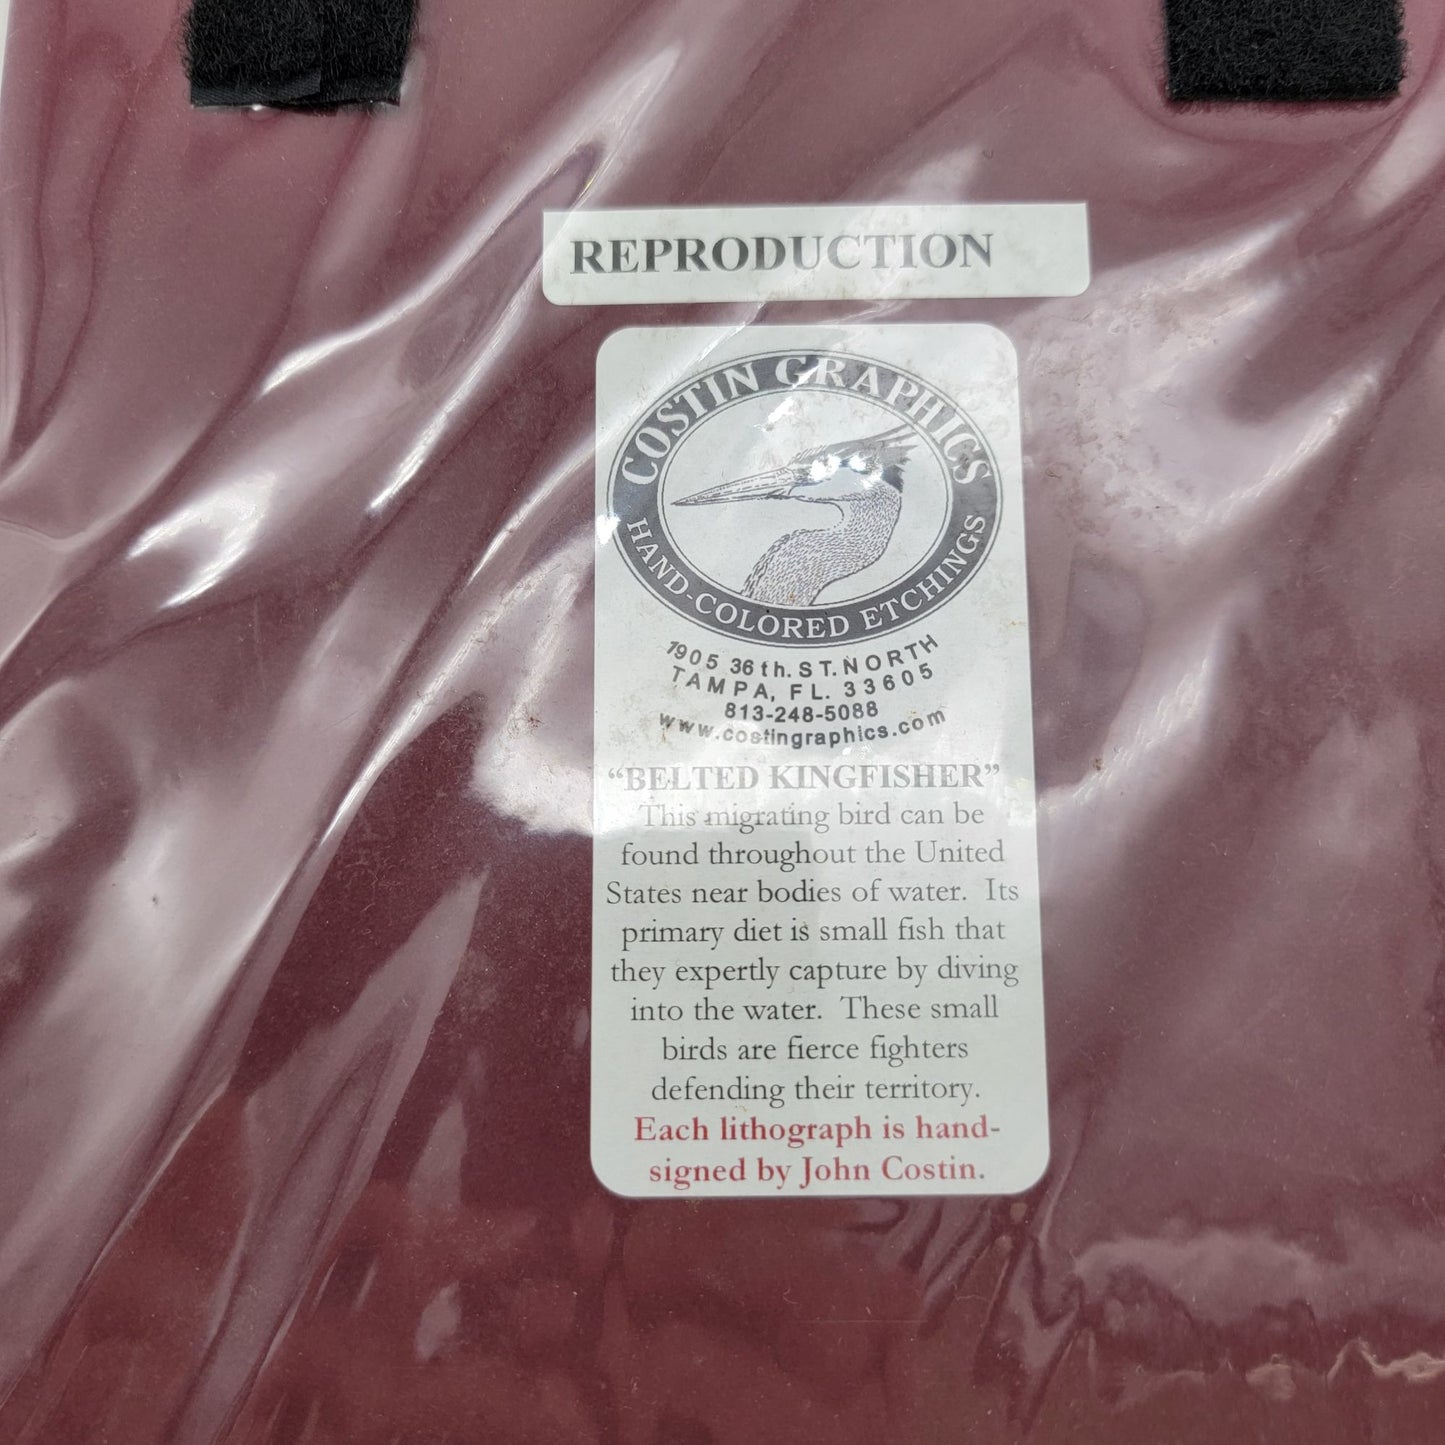 REPRODUCTION
COSTIN GRAPHICS
HAND-COLORED ETCHINGS
1905 36th. ST. NORTH
TAMPA, FL. 33605
813-248-5088
www.costingraphics.com
“BELTED KINGFISHER”
This migrating bird can be
found throughout the United
States near bodies of water.  Its
primary diet is small fish that
they expertly capture by diving
into the water.  These small
birds are fierce fighters
defending their territory.
Each lithograph is hand-
signed by John Costin.